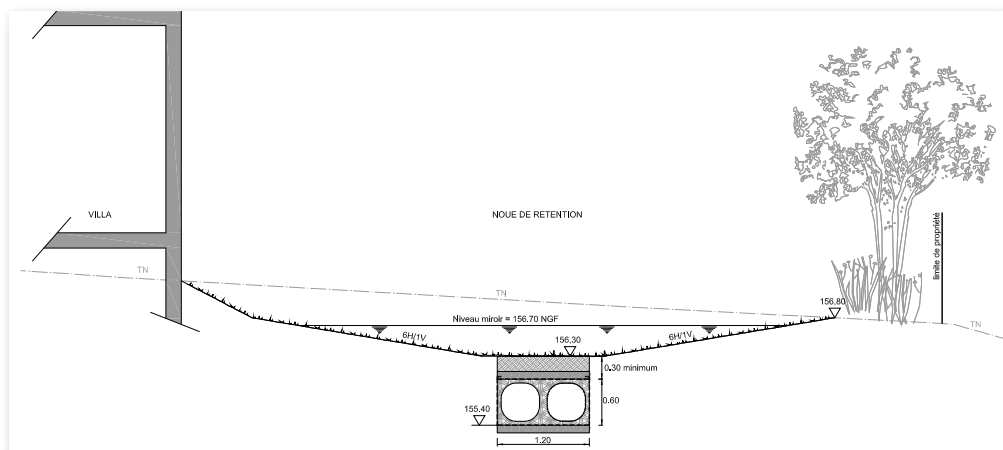 VILLA
NOUE DE RETENTION
limite de propriété
TN
TN
156,80
Niveau miroir = 156.70 NGF
TN
6H/1V
156,30
6H/1V
0.30 minimum
0.60
155.40
1.20